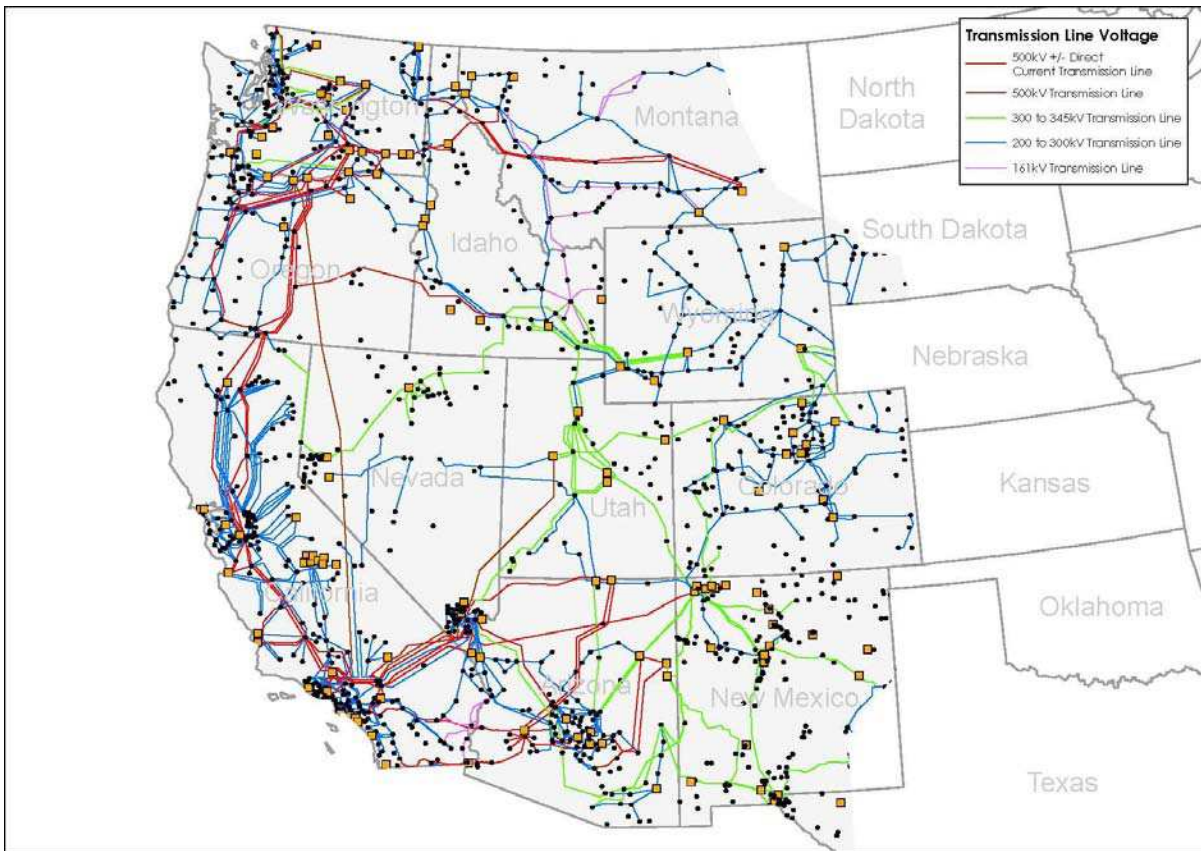 Transmission Line Voltage
500kV +/- Direct
Current Transmission Line
500kV Transmission Line
300 to 345kV Transmission Line
200 to 300kV Transmission Line
161kV Transmission Line
Washington
Montana
North
Dakota
South Dakota
Idaho
Oregon
Wyoming
Nebraska
Nevada
Utah
Colorado
Kansas
California
Oklahoma
Arizona
New Mexico
Texas